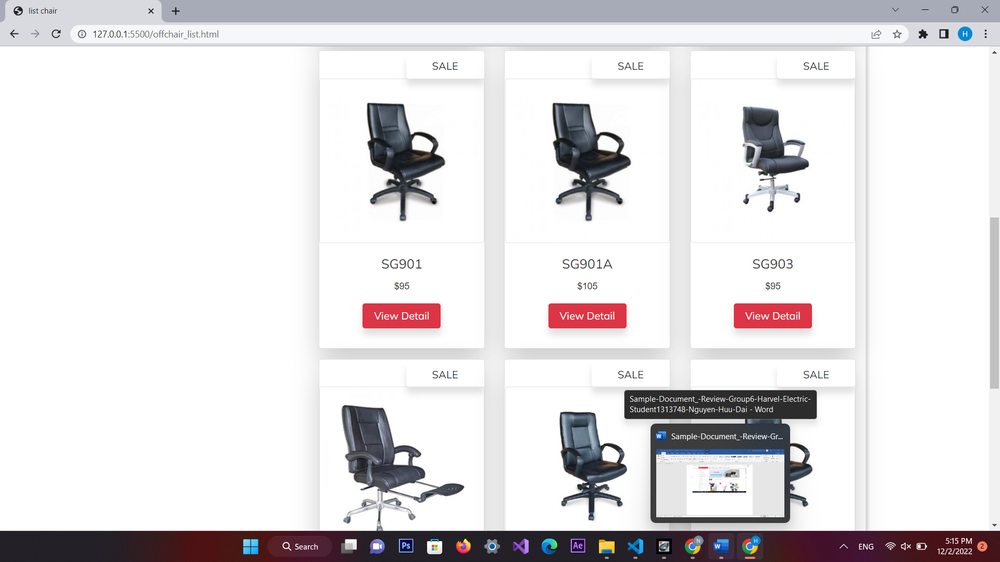 list chair
127.0.0.1:5500/offchair_list.html
H
SALE
SALE
SALE
SG901
SG901A
SG903
$95
$105
$95
View Detail
View Detail
View Detail
SALE
SALE
SALE
Sample-Document_-Review-Group6-Harvel-Electric-
Student1313748-Nguyen-Huu-Dai - Word
W
Sample-Document_-Review-Gr...
Search
Ps
Ae
N
W
H
ENG
5:15 PM
12/2/2022
2